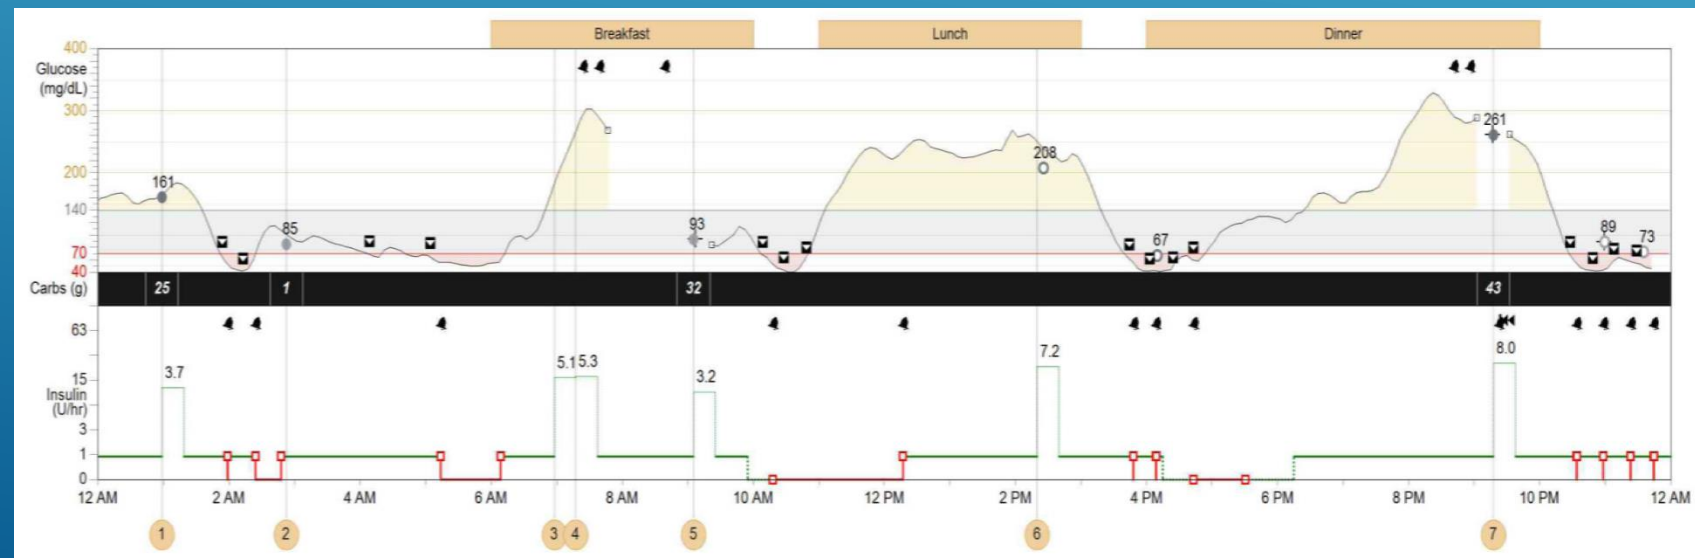 Breakfast Lunch Dinner
400
Glucose
(mg/dL)
300
200
140
70
40
161 85 93 208 67 261 89 73
Carbs (g) 25 1 32 43
63
15
Insulin
(U/hr)
3
1
0
3.7 5.1 5.3 3.2 7.2 8.0
12 AM 2 AM 4 AM 6 AM 8 AM 10 AM 12 PM 2 PM 4 PM 6 PM 8 PM 10 PM 12 AM
1 2 3 4 5 6 7